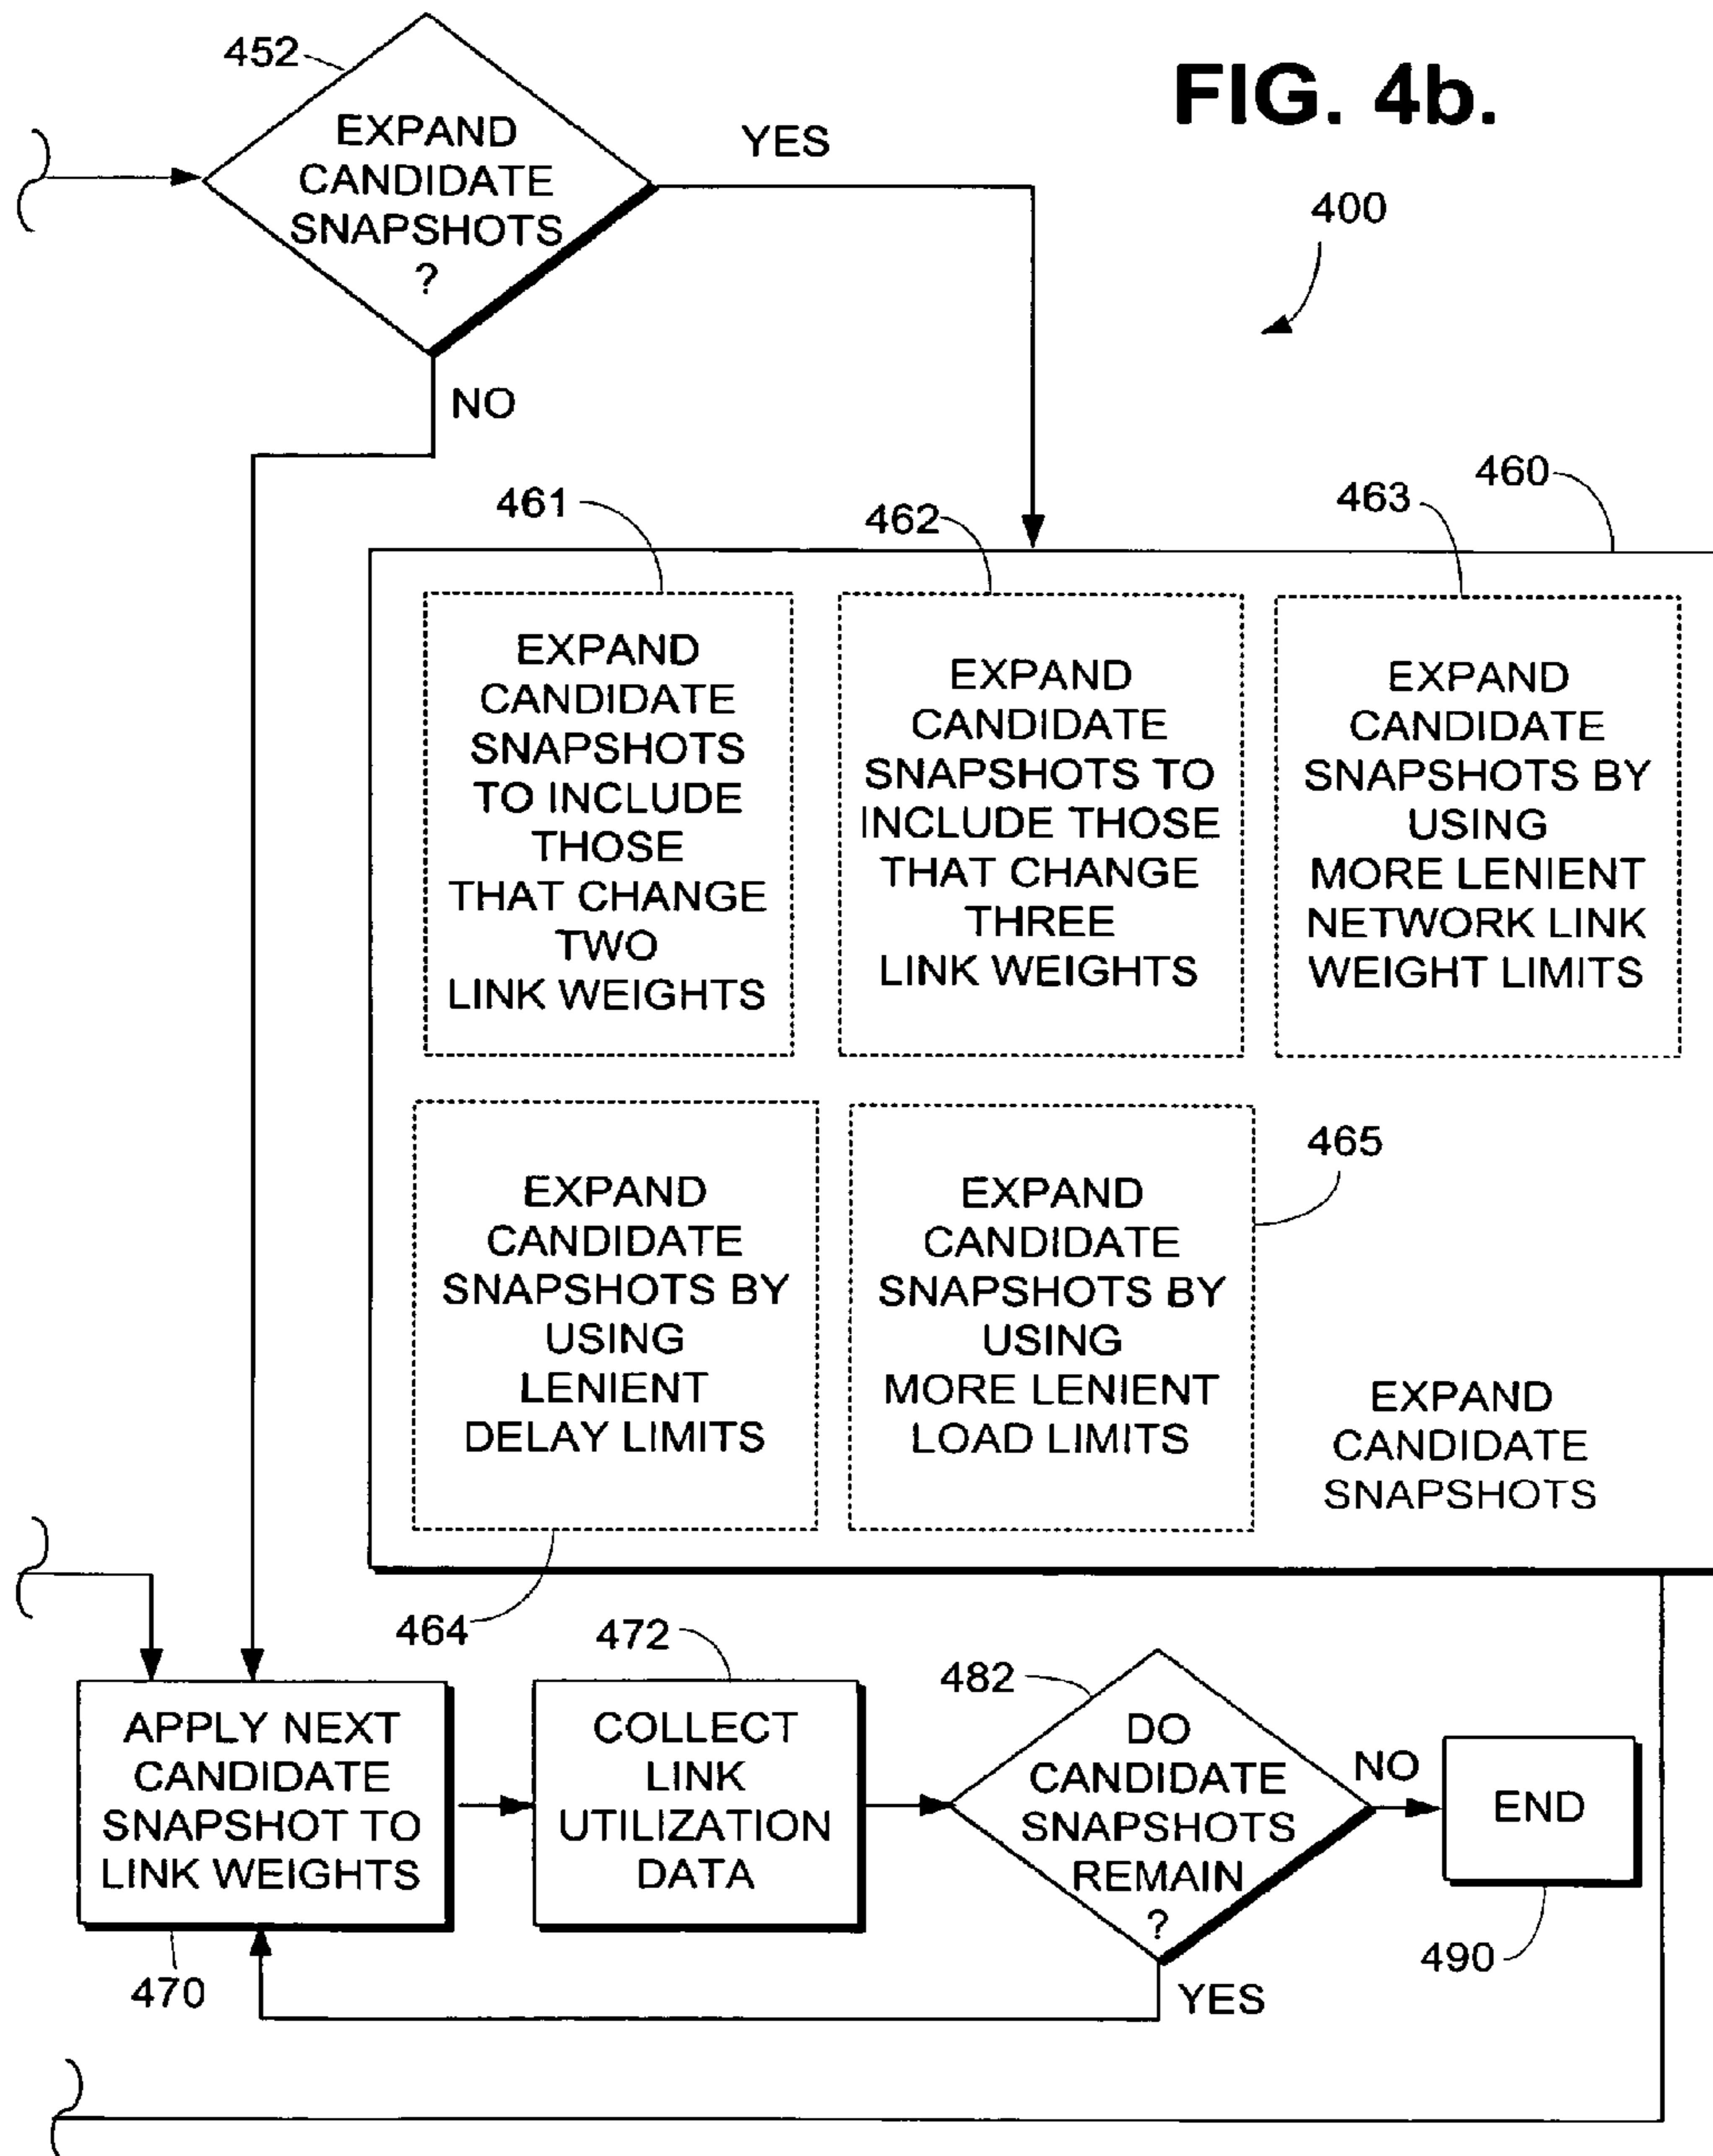 FIG. 4b.
400
452
EXPAND
CANDIDATE
SNAPSHOTS
?
YES
NO
460
461
EXPAND
CANDIDATE
SNAPSHOTS
TO INCLUDE
THOSE
THAT CHANGE
TWO
LINK WEIGHTS
462
EXPAND
CANDIDATE
SNAPSHOTS TO
INCLUDE THOSE
THAT CHANGE
THREE
LINK WEIGHTS
463
EXPAND
CANDIDATE
SNAPSHOTS BY
USING
MORE LENIENT
NETWORK LINK
WEIGHT LIMITS
EXPAND
CANDIDATE
SNAPSHOTS BY
USING
LENIENT
DELAY LIMITS
464
EXPAND
CANDIDATE
SNAPSHOTS BY
USING
MORE LENIENT
LOAD LIMITS
465
EXPAND
CANDIDATE
SNAPSHOTS
APPLY NEXT
CANDIDATE
SNAPSHOT TO
LINK WEIGHTS
470
472
COLLECT
LINK
UTILIZATION
DATA
482
DO
CANDIDATE
SNAPSHOTS
REMAIN
?
NO
YES
END
490